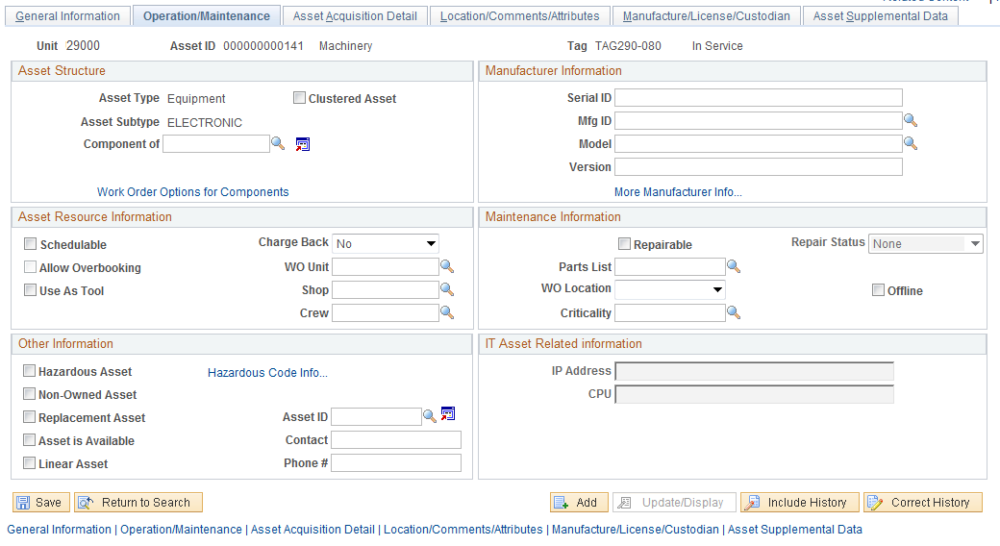 General Information Operation/Maintenance Asset Acquisition Detail Location/Comments/Attributes Manufacture/License/Custodian Asset Supplemental Data
Unit 29000 Asset ID 000000000141 Machinery Tag TAG290-080 In Service
Asset Structure
Asset Type Equipment Clustered Asset
Asset Subtype ELECTRONIC
Component of
Work Order Options for Components
Manufacturer Information
Serial ID
Mfg ID
Model
Version
More Manufacturer Info...
Asset Resource Information
Schedulable Charge Back No
Allow Overbooking WO Unit
Use As Tool Shop
Crew
Maintenance Information
Repairable Repair Status None
Parts List
WO Location Offline
Criticality
Other Information
Hazardous Asset Hazardous Code Info...
Non-Owned Asset
Replacement Asset Asset ID
Asset is Available Contact
Linear Asset Phone #
IT Asset Related information
IP Address
CPU
Save Return to Search Add Update/Display Include History Correct History
General Information | Operation/Maintenance | Asset Acquisition Detail | Location/Comments/Attributes | Manufacture/License/Custodian | Asset Supplemental Data